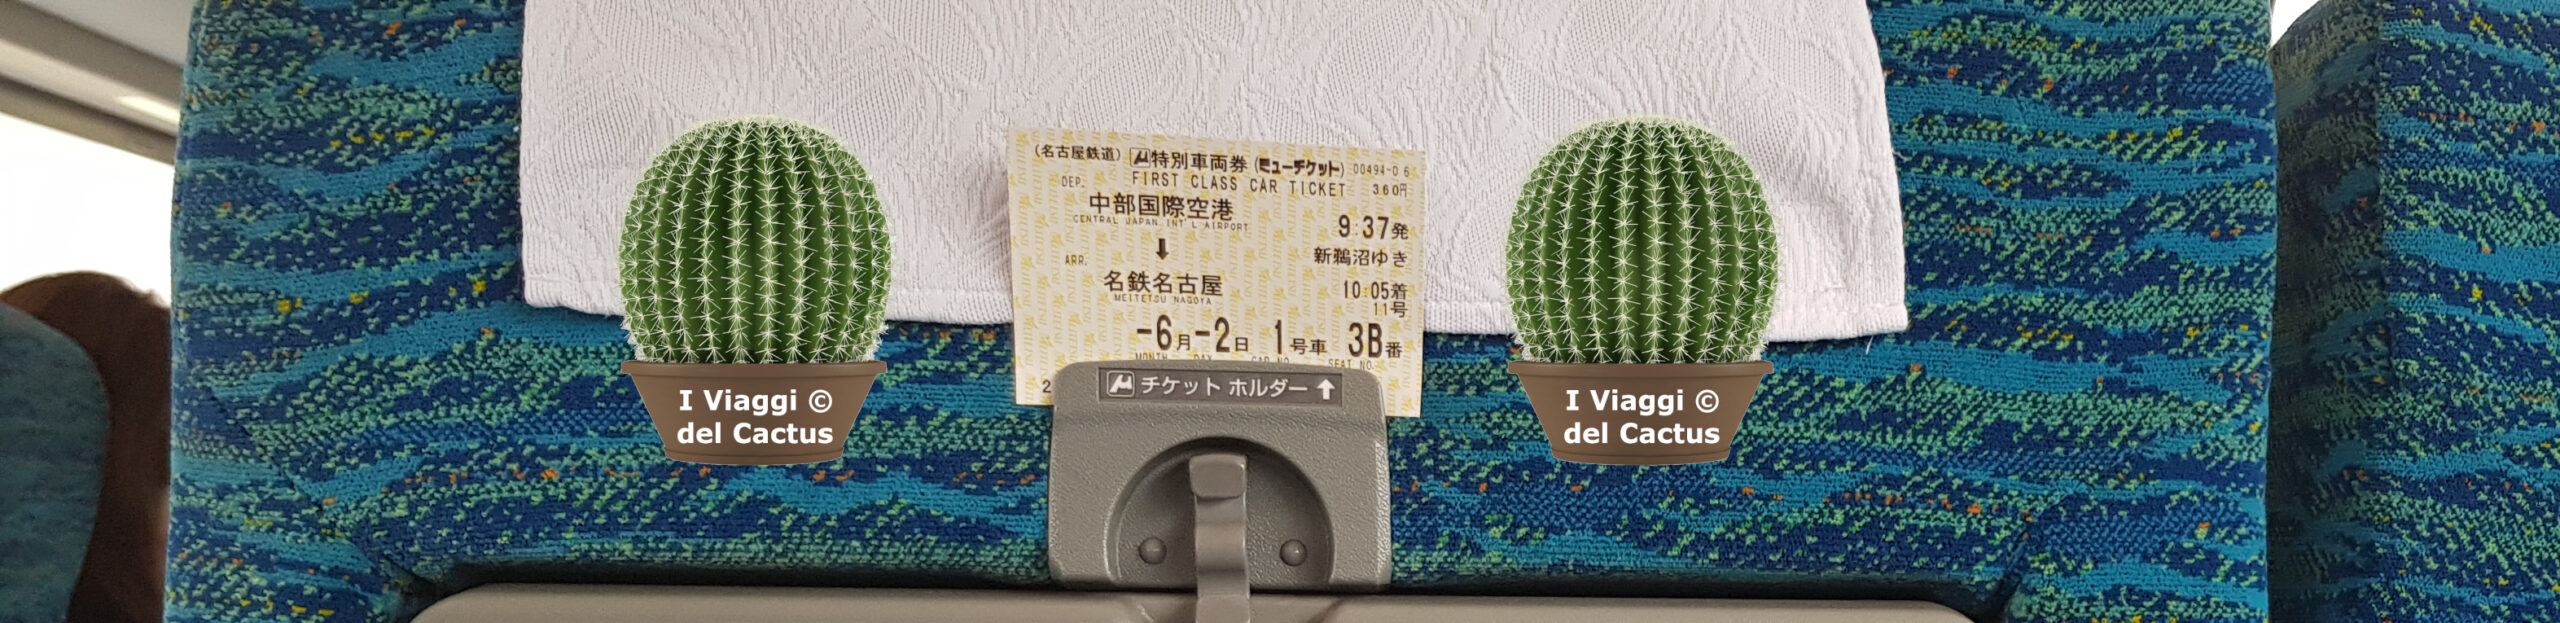 (名古屋鉄道) μ特別車両券 (ミューチケット) 00494-06
DEP. FIRST CLASS CAR TICKET 360円
中部国際空港
CENTRAL JAPAN INT'L AIRPORT
9:37発
⬇
新鵜沼ゆき
ARR.
名鉄名古屋
MEITETSU NAGOYA
10:05着
11号
-6月-2日 1号車 3B番
MONTH DAY CAR NO. SEAT NO.
2
μ チケット ホルダー ↑
I Viaggi ©
del Cactus
I Viaggi ©
del Cactus